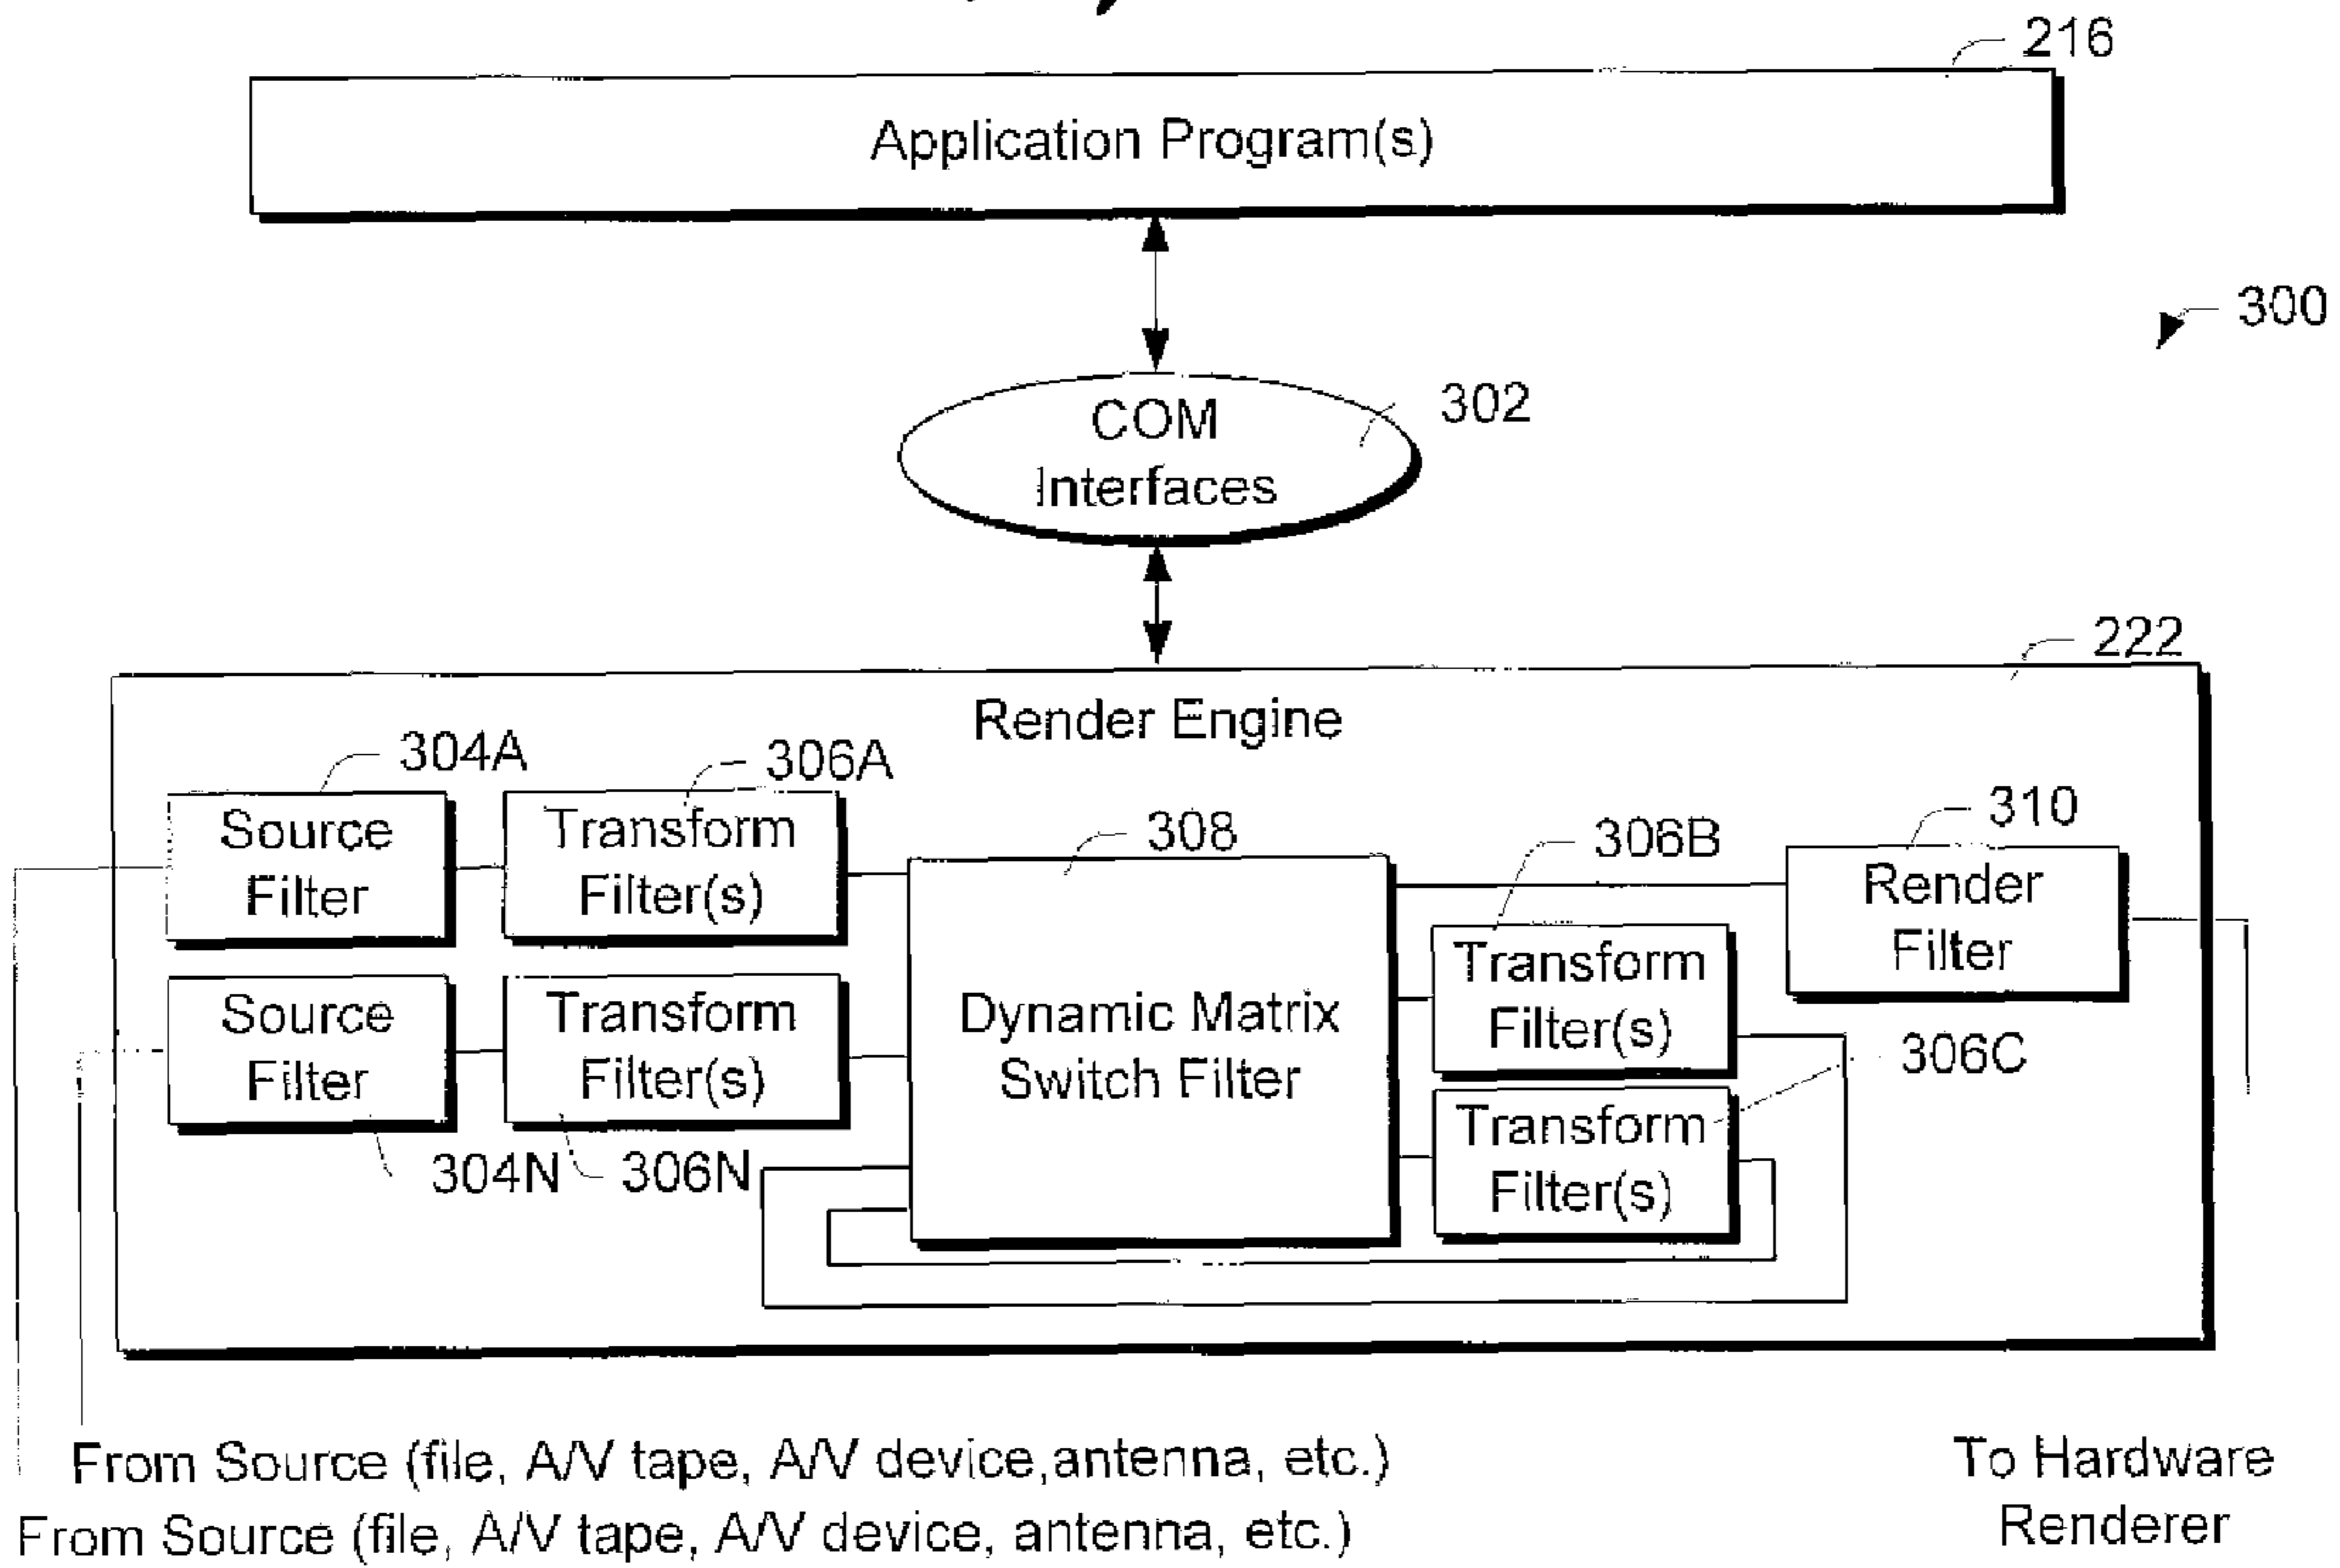 216
Application Program(s)
300
COM
Interfaces
302
222
Render Engine
304A
306A
Source
Filter
Transform
Filter(s)
308
306B
310
Render
Filter
Source
Filter
Transform
Filter(s)
Dynamic Matrix
Switch Filter
Transform
Filter(s)
306C
Transform
Filter(s)
304N
306N
From Source (file, A/V tape, A/V device,antenna, etc.)
From Source (file, A/V tape, A/V device, antenna, etc.)
To Hardware
Renderer